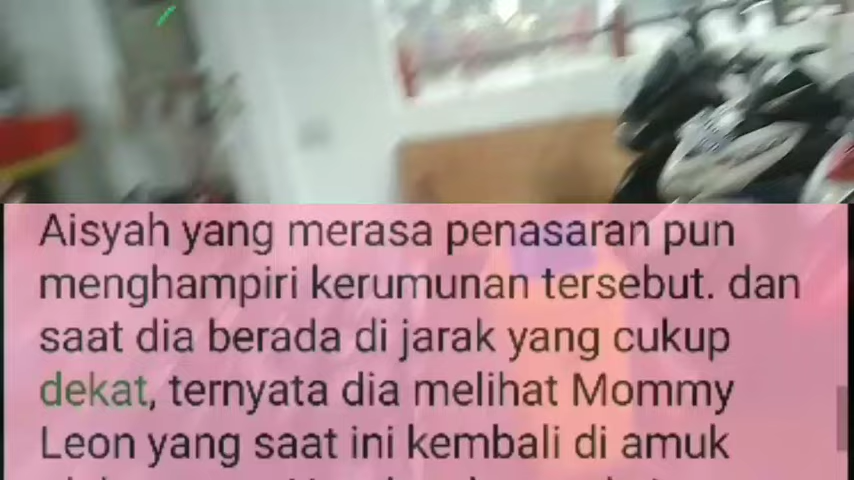 Aisyah yang merasa penasaran pun
menghampiri kerumunan tersebut. dan
saat dia berada di jarak yang cukup
dekat, ternyata dia melihat Mommy
Leon yang saat ini kembali di amuk